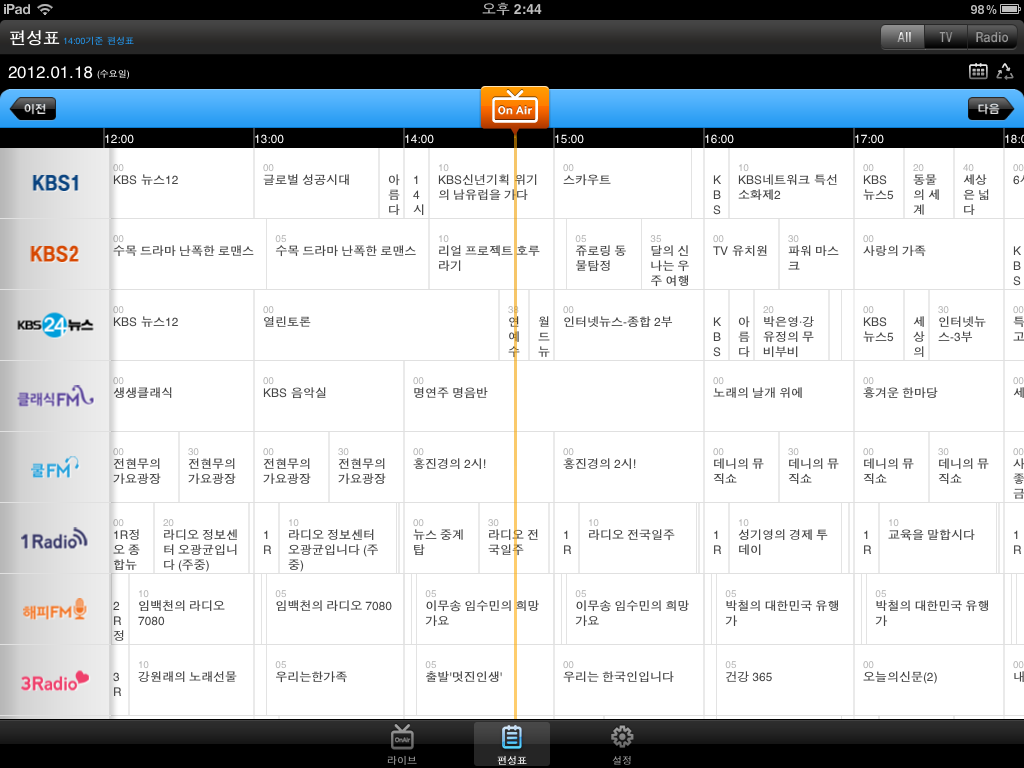 iPad 오후 2:44 98%
편성표 14:00기준 편성표 All TV Radio
2012.01.18 (수요일)
이전 On Air 다음
12:00 13:00 14:00 15:00 16:00 17:00 18:0
KBS1
00 00 10 00 10 00 20 40 00
KBS 뉴스12 글로벌 성공시대 아 1 KBS신년기획 위기 스카우트 K KBS네트워크 특선 KBS 동물 세상 6시
름 4 의 남유럽을 가다 B 소화제2 뉴스5 의 세 은 넓
다 시 S 계 다
KBS2
00 05 10 05 35 00 30 00
수목 드라마 난폭한 로맨스 수목 드라마 난폭한 로맨스 리얼 프로젝트 호루 쥬로링 동 달의 신 TV 유치원 파워 마스 사랑의 가족 K
라기 물탐정 나는 우 크 B
주 여행 S
KBS 24 뉴스
00 00 35 00 20 00 30 00
KBS 뉴스12 열린토론 연 월 인터넷뉴스-종합 2부 K 아 박은영·강 KBS 세 인터넷뉴 특
예 드 B 름 유정의 무 뉴스5 상 스-3부 고
수 뉴 S 다 비부비 의
클래식FM
00 00 00 00 00 00
생생클래식 KBS 음악실 명연주 명음반 노래의 날개 위에 흥겨운 한마당 세
쿨FM
00 30 00 30 00 00 00 30 00 30 00
전현무의 전현무의 전현무의 전현무의 홍진경의 2시! 홍진경의 2시! 데니의 뮤 데니의 뮤 데니의 뮤 데니의 뮤 사
가요광장 가요광장 가요광장 가요광장 직쇼 직쇼 직쇼 직쇼 좋
금
1Radio
00 20 10 00 30 10 10 10
1R정 라디오 정보센 1 라디오 정보센터 뉴스 중계 라디오 전 1 라디오 전국일주 1 성기영의 경제 투 1 교육을 말합시다 1
오 종 터 오광균입니 R 오광균입니다 (주 탑 국일주 R R 데이 R R
합뉴 다 (주중) 중)
해피FM
10 05 05 05 05 05
2 임백천의 라디오 임백천의 라디오 7080 이무송 임수민의 희망 이무송 임수민의 희망 박철의 대한민국 유행 박철의 대한민국 유행
R 7080 가요 가요 가 가
정
3Radio
10 05 05 00 05 00 00
3 강원래의 노래선물 우리는한가족 출발'멋진인생' 우리는 한국인입니다 건강 365 오늘의신문(2) 내
R
라이브 편성표 설정